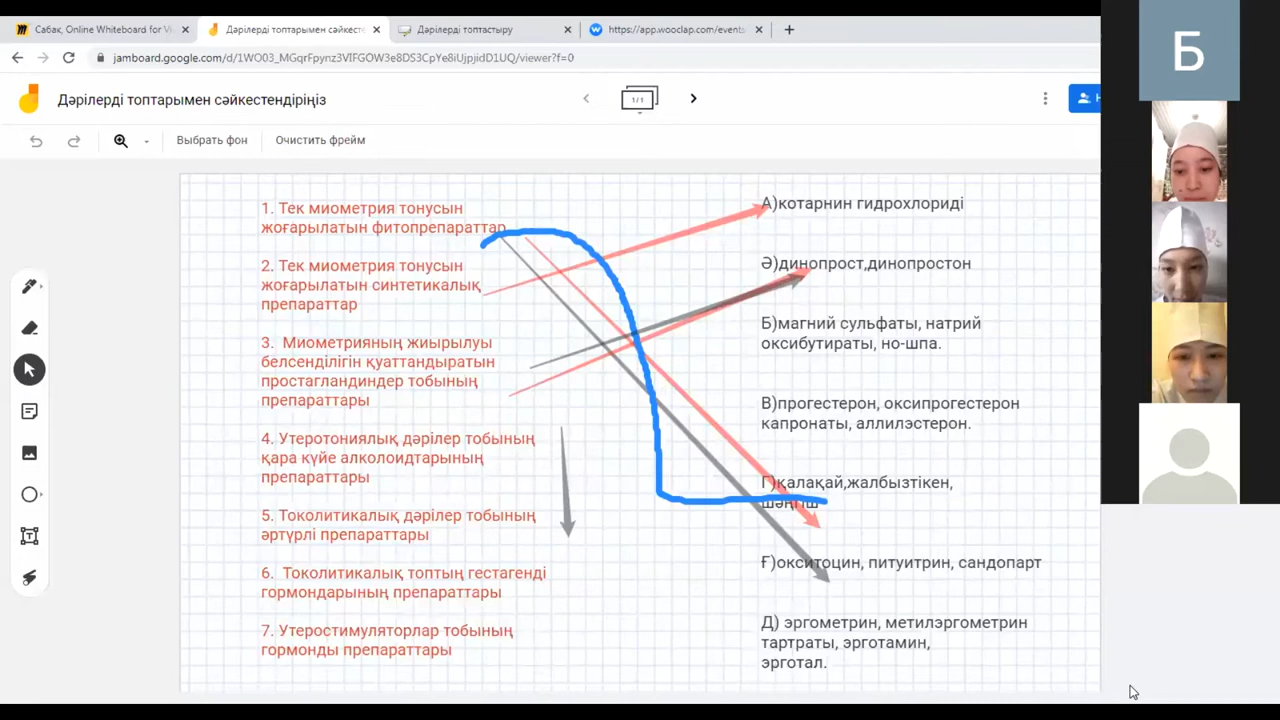 Сабақ, Online Whiteboard for Vi
Дәрілерді топтарымен сәйкесте
Дәрілерді топтастыру
https://app.wooclap.com/events
jamboard.google.com/d/1WO03_MGqrFpynz3VIFGOW3e8DS3CpYe8iUjpjidD1UQ/viewer?f=0
Дәрілерді топтарымен сәйкестендіріңіз
1/1
Н
Выбрать фон
Очистить фрейм
1. Тек миометрия тонусын
жоғарылатын фитопрепараттар
2. Тек миометрия тонусын
жоғарылатын синтетикалық
препараттар
3. Миометрияның жиырылуы
белсенділігін қуаттандыратын
простагландиндер тобының
препараттары
4. Утеротониялық дәрілер тобының
қара күйе алколоидтарының
препараттары
5. Токолитикалық дәрілер тобының
әртүрлі препараттары
6. Токолитикалық топтың гестагенді
гормондарының препараттары
7. Утеростимуляторлар тобының
гормонды препараттары
А)котарнин гидрохлориді
Ә)динопрост,динопростон
Б)магний сульфаты, натрий
оксибутираты, но-шпа.
В)прогестерон, оксипрогестерон
капронаты, аллилэстерон.
Г)қалақай,жалбызтікен,
шәңгіш
Ғ)окситоцин, питуитрин, сандопарт
Д) эргометрин, метилэргометрин
тартраты, эрготамин,
эрготал.
Б